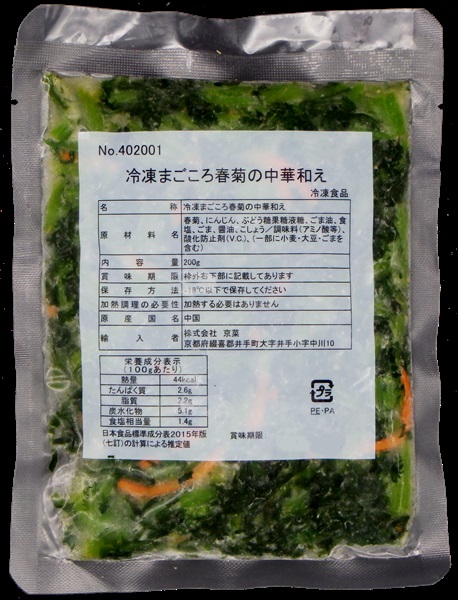 No.402001
冷凍まごころ春菊の中華和え
冷凍食品
名称 冷凍まごころ春菊の中華和え
原材料名 春菊、にんじん、ぶどう糖果糖液糖、ごま油、食
塩、ごま、醤油、こしょう／調味料(アミノ酸等)、
酸化防止剤(V.C.)、(一部に小麦・大豆・ごまを
含む)
内容量 200g
賞味期限 枠外右下部に記載してあります
保存方法 -18℃以下で保存してください
加熱調理の必要性 加熱する必要はありません
原産国名 中国
輸入者 株式会社 京菜
京都府綴喜郡井手町大字井手小字中川10
栄養成分表示
(100gあたり)
熱量 44kcal
たんぱく質 2.6g
脂質 2.2g
炭水化物 5.1g
食塩相当量 1.4g
日本食品標準成分表2015年版
(七訂)の計算による推定値
プラ
PE・PA
賞味期限